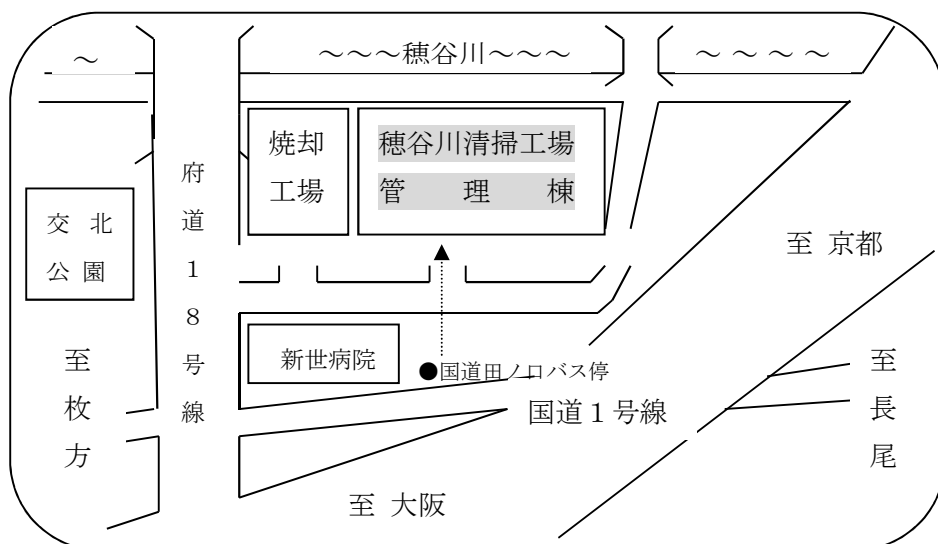 ～ ～～～穂谷川～～～ ～～～～
焼却
工場
穂谷川清掃工場
管理棟
府道１８号線
交北
公園
至 京都
新世病院
●国道田ノ口バス停
至枚方
国道１号線
至長尾
至 大阪